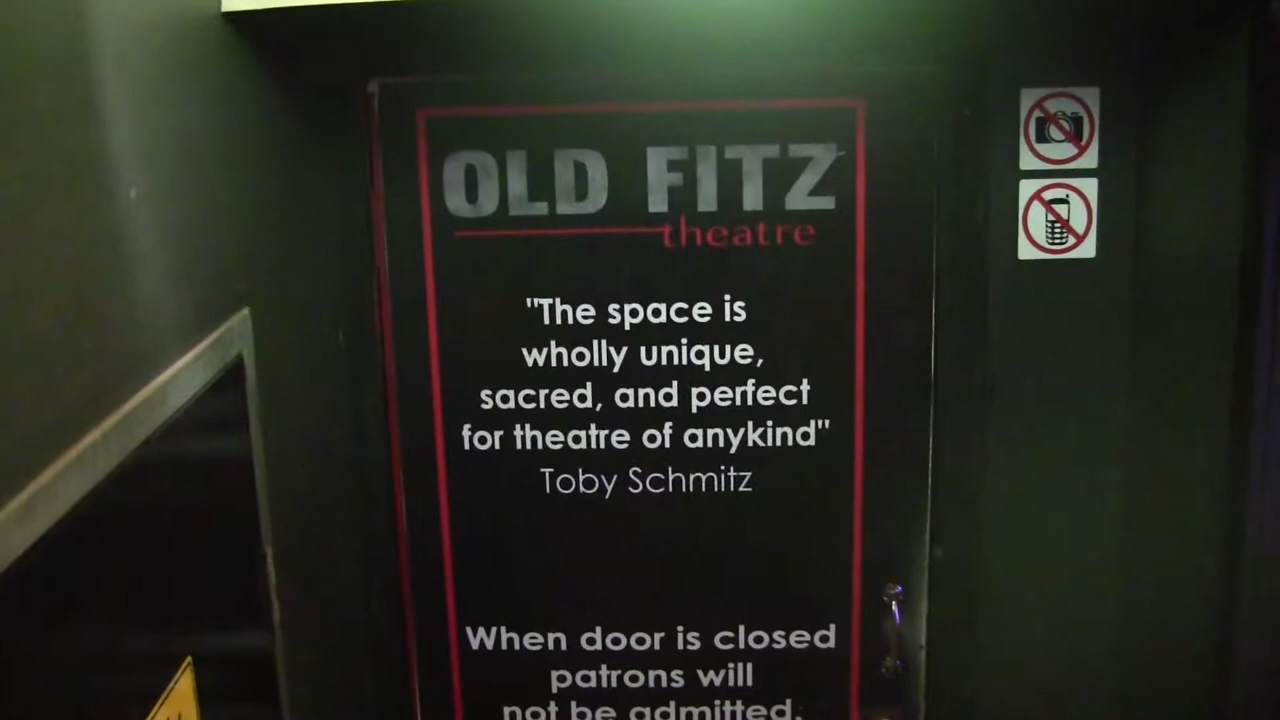 OLD FITZ
theatre
"The space is
wholly unique,
sacred, and perfect
for theatre of anykind"
Toby Schmitz
When door is closed
patrons will
not be admitted.